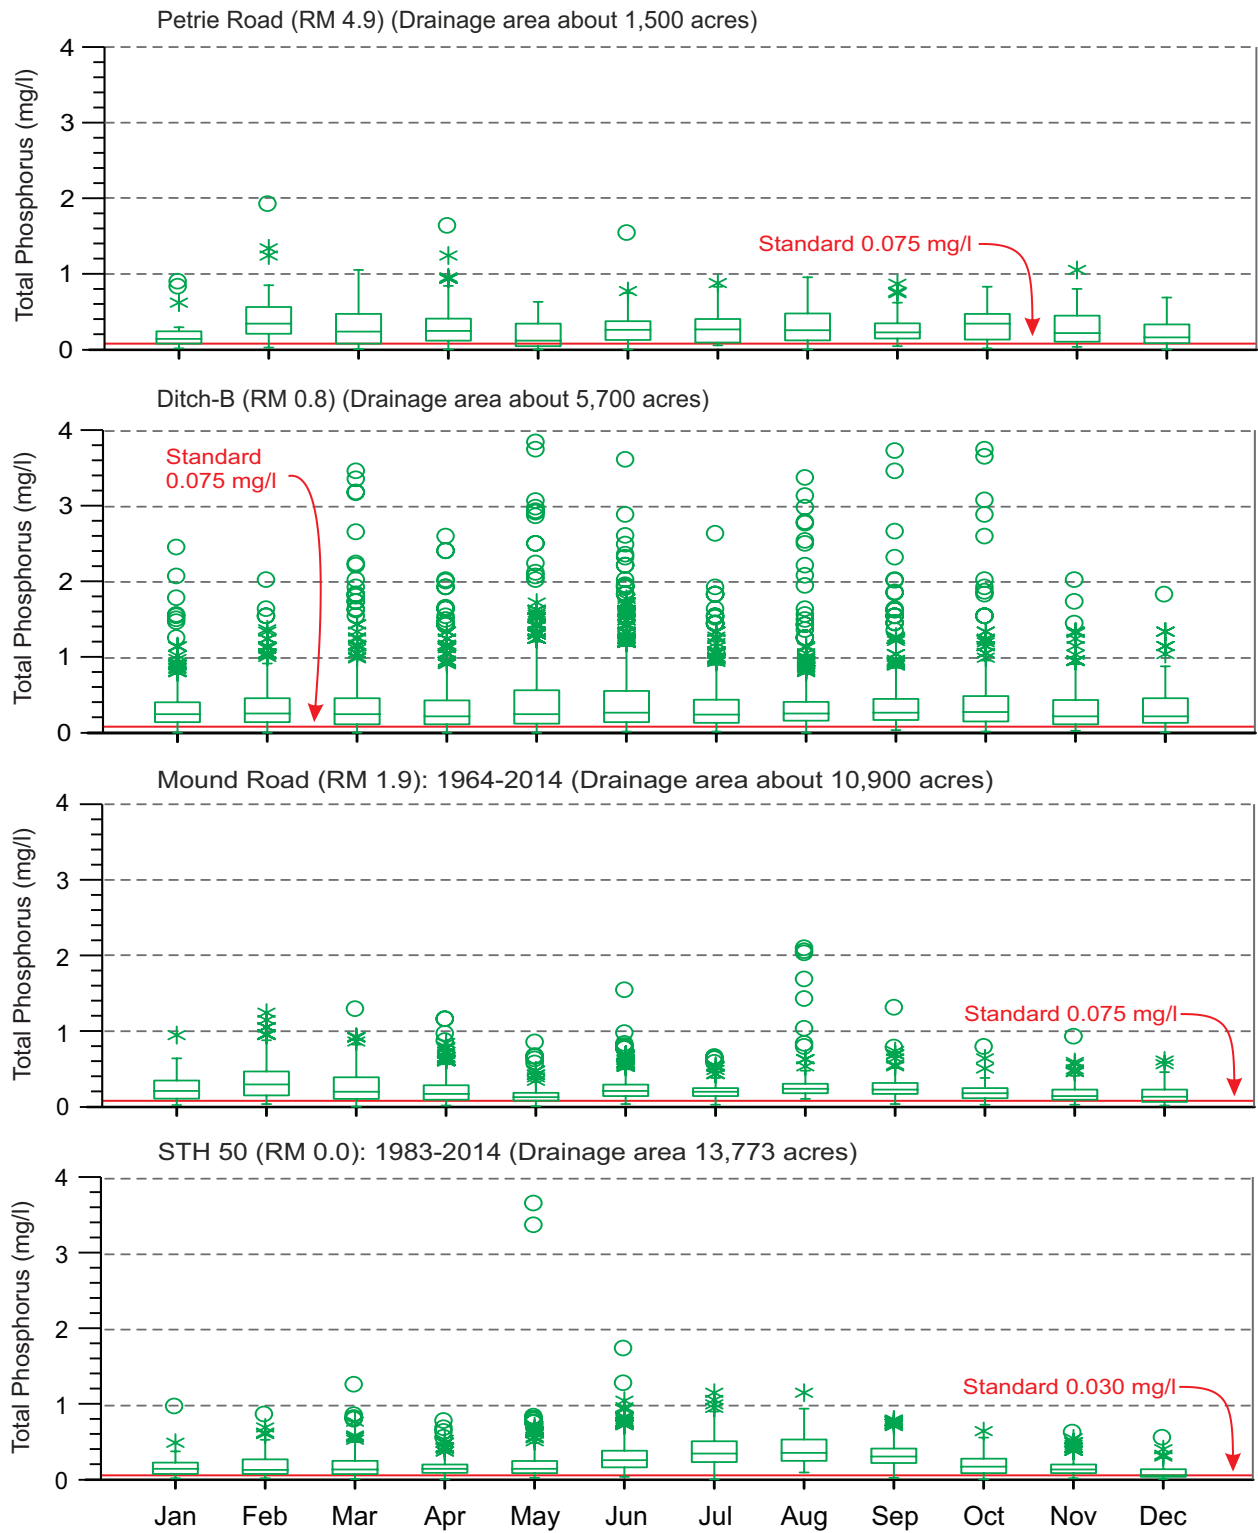 Petrie Road (RM 4.9) (Drainage area about 1,500 acres)
Total Phosphorus (mg/l)
4
3
2
1
0
Standard 0.075 mg/l
Ditch-B (RM 0.8) (Drainage area about 5,700 acres)
Total Phosphorus (mg/l)
4
3
2
1
0
Standard
0.075 mg/l
Mound Road (RM 1.9): 1964-2014 (Drainage area about 10,900 acres)
Total Phosphorus (mg/l)
4
3
2
1
0
Standard 0.075 mg/l
STH 50 (RM 0.0): 1983-2014 (Drainage area 13,773 acres)
Total Phosphorus (mg/l)
4
3
2
1
0
Standard 0.030 mg/l
Jan Feb Mar Apr May Jun Jul Aug Sep Oct Nov Dec